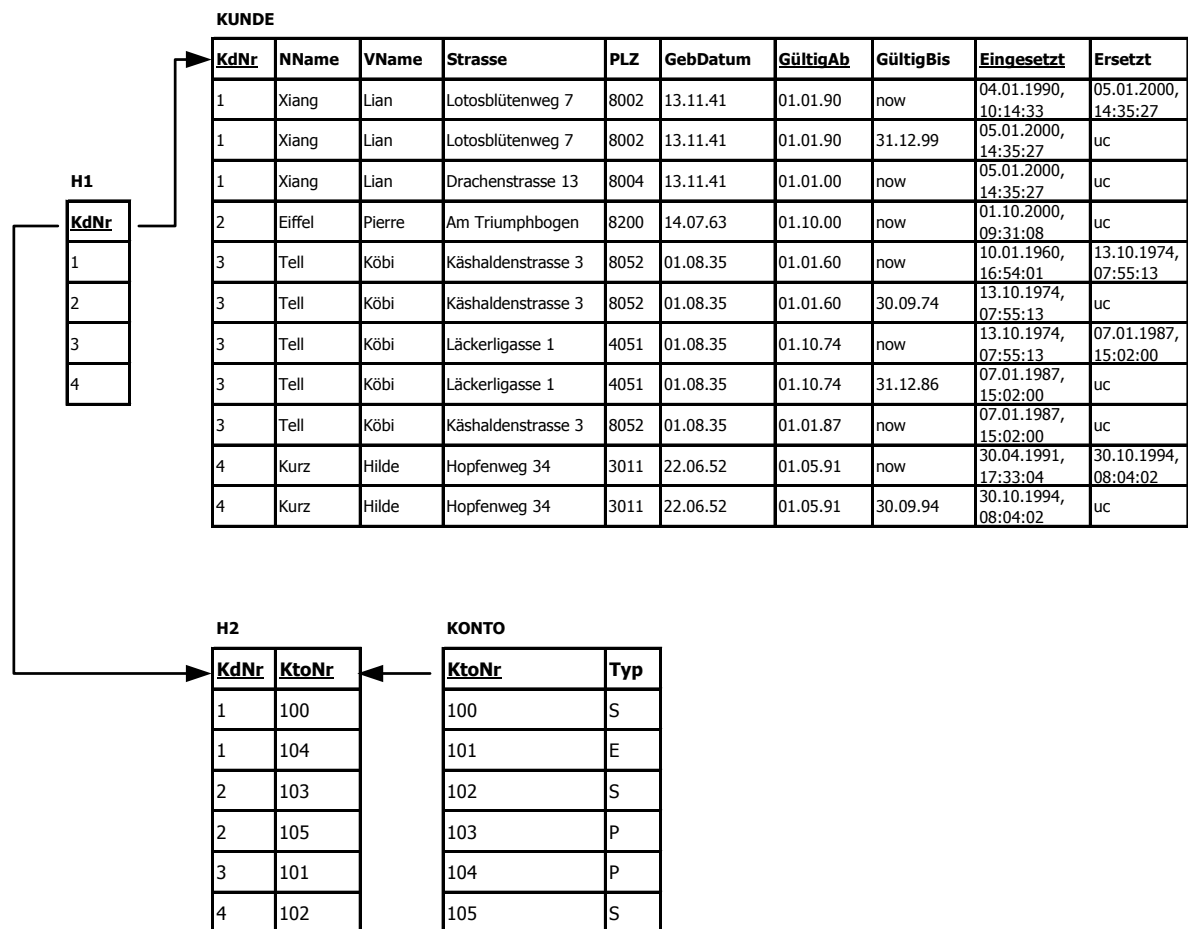 KUNDE
KdNr NName VName Strasse PLZ GebDatum GültigAb GültigBis Eingesetzt Ersetzt
1 Xiang Lian Lotosblütenweg 7 8002 13.11.41 01.01.90 now 04.01.1990, 10:14:33 05.01.2000, 14:35:27
1 Xiang Lian Lotosblütenweg 7 8002 13.11.41 01.01.90 31.12.99 05.01.2000, 14:35:27 uc
1 Xiang Lian Drachenstrasse 13 8004 13.11.41 01.01.00 now 05.01.2000, 14:35:27 uc
2 Eiffel Pierre Am Triumphbogen 8200 14.07.63 01.10.00 now 01.10.2000, 09:31:08 uc
3 Tell Köbi Käshaldenstrasse 3 8052 01.08.35 01.01.60 now 10.01.1960, 16:54:01 13.10.1974, 07:55:13
3 Tell Köbi Käshaldenstrasse 3 8052 01.08.35 01.01.60 30.09.74 13.10.1974, 07:55:13 uc
3 Tell Köbi Läckerligasse 1 4051 01.08.35 01.10.74 now 13.10.1974, 07:55:13 07.01.1987, 15:02:00
3 Tell Köbi Läckerligasse 1 4051 01.08.35 01.10.74 31.12.86 07.01.1987, 15:02:00 uc
3 Tell Köbi Käshaldenstrasse 3 8052 01.08.35 01.01.87 now 07.01.1987, 15:02:00 uc
4 Kurz Hilde Hopfenweg 34 3011 22.06.52 01.05.91 now 30.04.1991, 17:33:04 30.10.1994, 08:04:02
4 Kurz Hilde Hopfenweg 34 3011 22.06.52 01.05.91 30.09.94 30.10.1994, 08:04:02 uc
H1
KdNr
1
2
3
4
H2
KdNr KtoNr
1 100
1 104
2 103
2 105
3 101
4 102
KONTO
KtoNr Typ
100 S
101 E
102 S
103 P
104 P
105 S